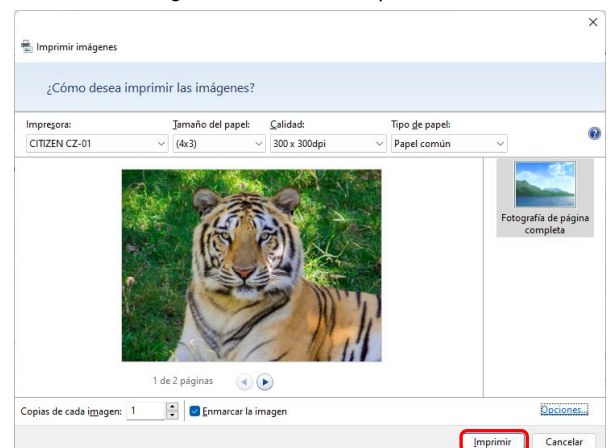 Imprimir imágenes
¿Cómo desea imprimir las imágenes?
Impresora: Tamaño del papel: Calidad: Tipo de papel:
CITIZEN CZ-01 (4x3) 300 x 300dpi Papel común
Fotografía de página
completa
1 de 2 páginas
Copias de cada imagen: 1 Enmarcar la imagen Opciones...
Imprimir Cancelar